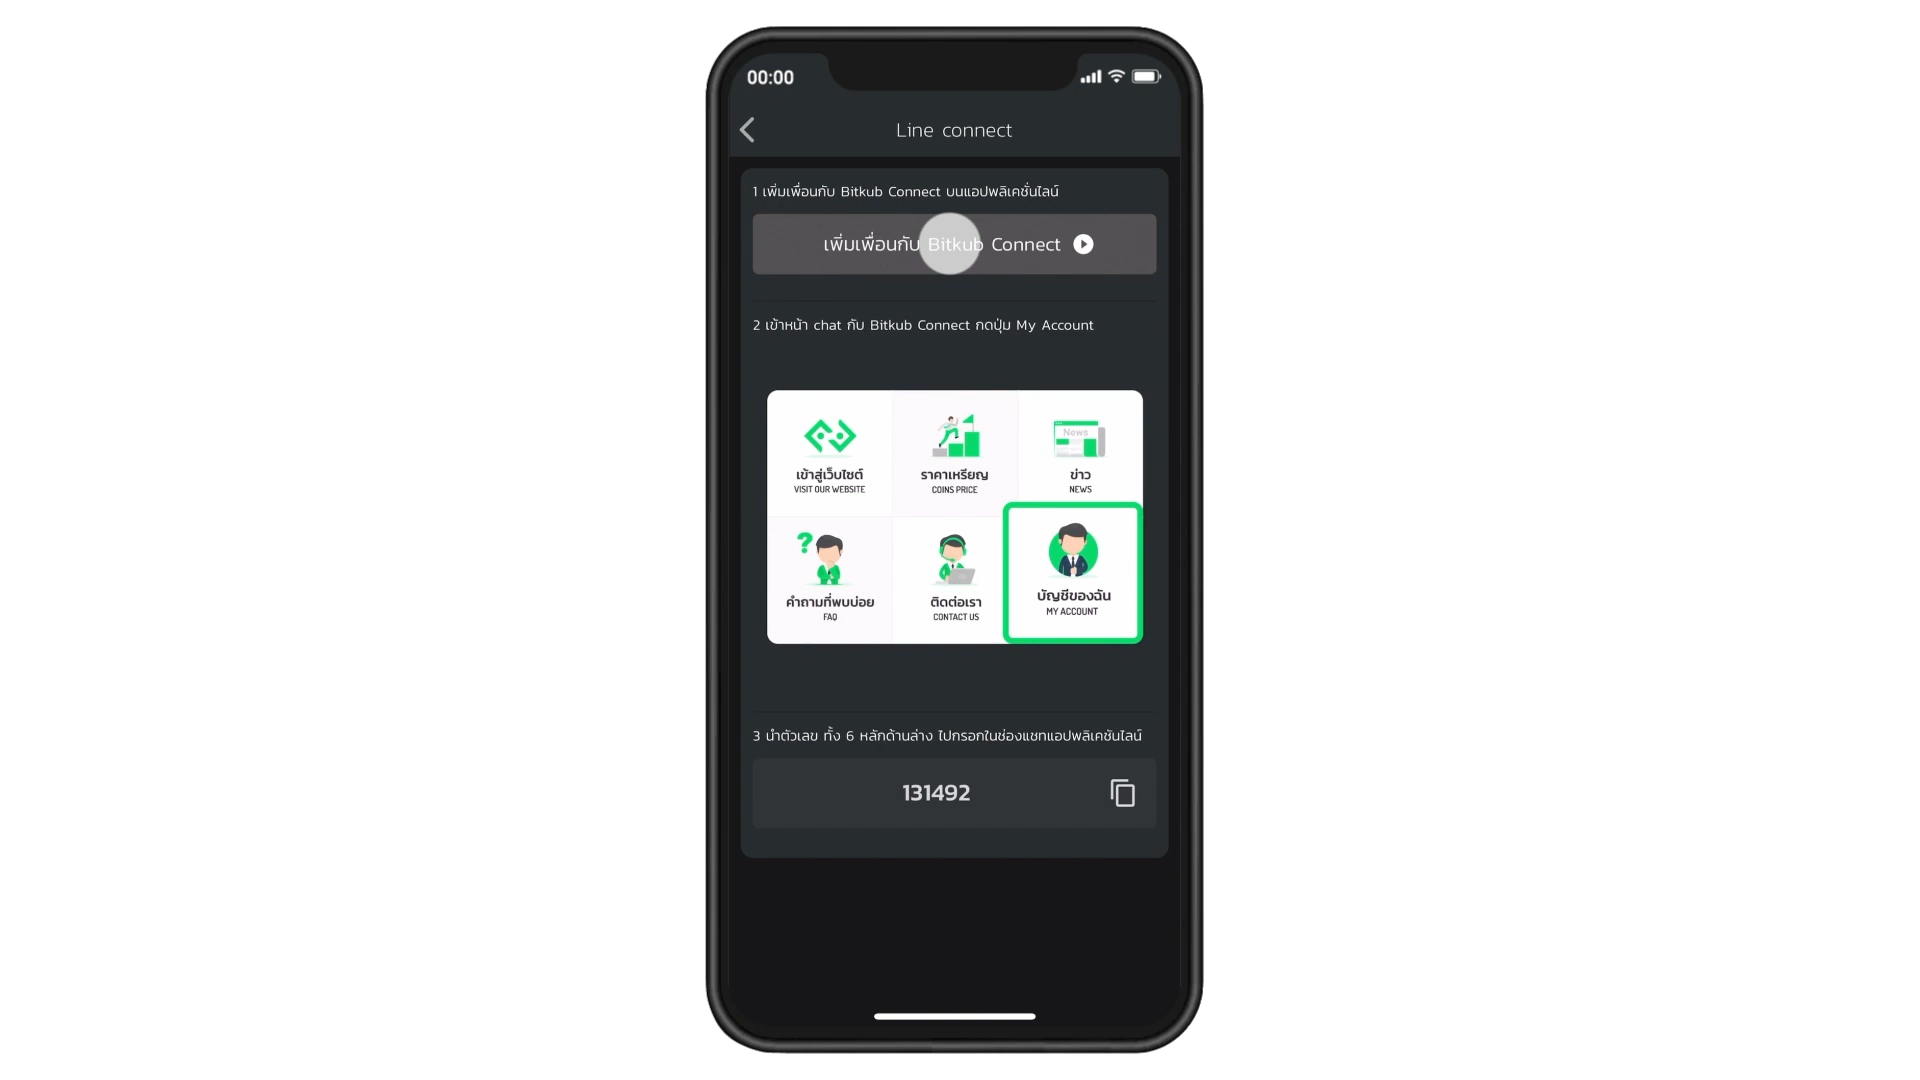 00:00
Line connect
1 เพิ่มเพื่อนกับ Bitkub Connect บนแอปพลิเคชั่นไลน์
เพิ่มเพื่อนกับ Bitkub Connect
2 เข้าหน้า chat กับ Bitkub Connect กดปุ่ม My Account
News
เข้าสู่เว็บไซต์
VISIT OUR WEBSITE
ราคาเหรียญ
COINS PRICE
ข่าว
NEWS
?
คำถามที่พบบ่อย
FAQ
ติดต่อเรา
CONTACT US
บัญชีของฉัน
MY ACCOUNT
3 นำตัวเลข ทั้ง 6 หลักด้านล่าง ไปกรอกในช่องแชทแอปพลิเคชันไลน์
131492